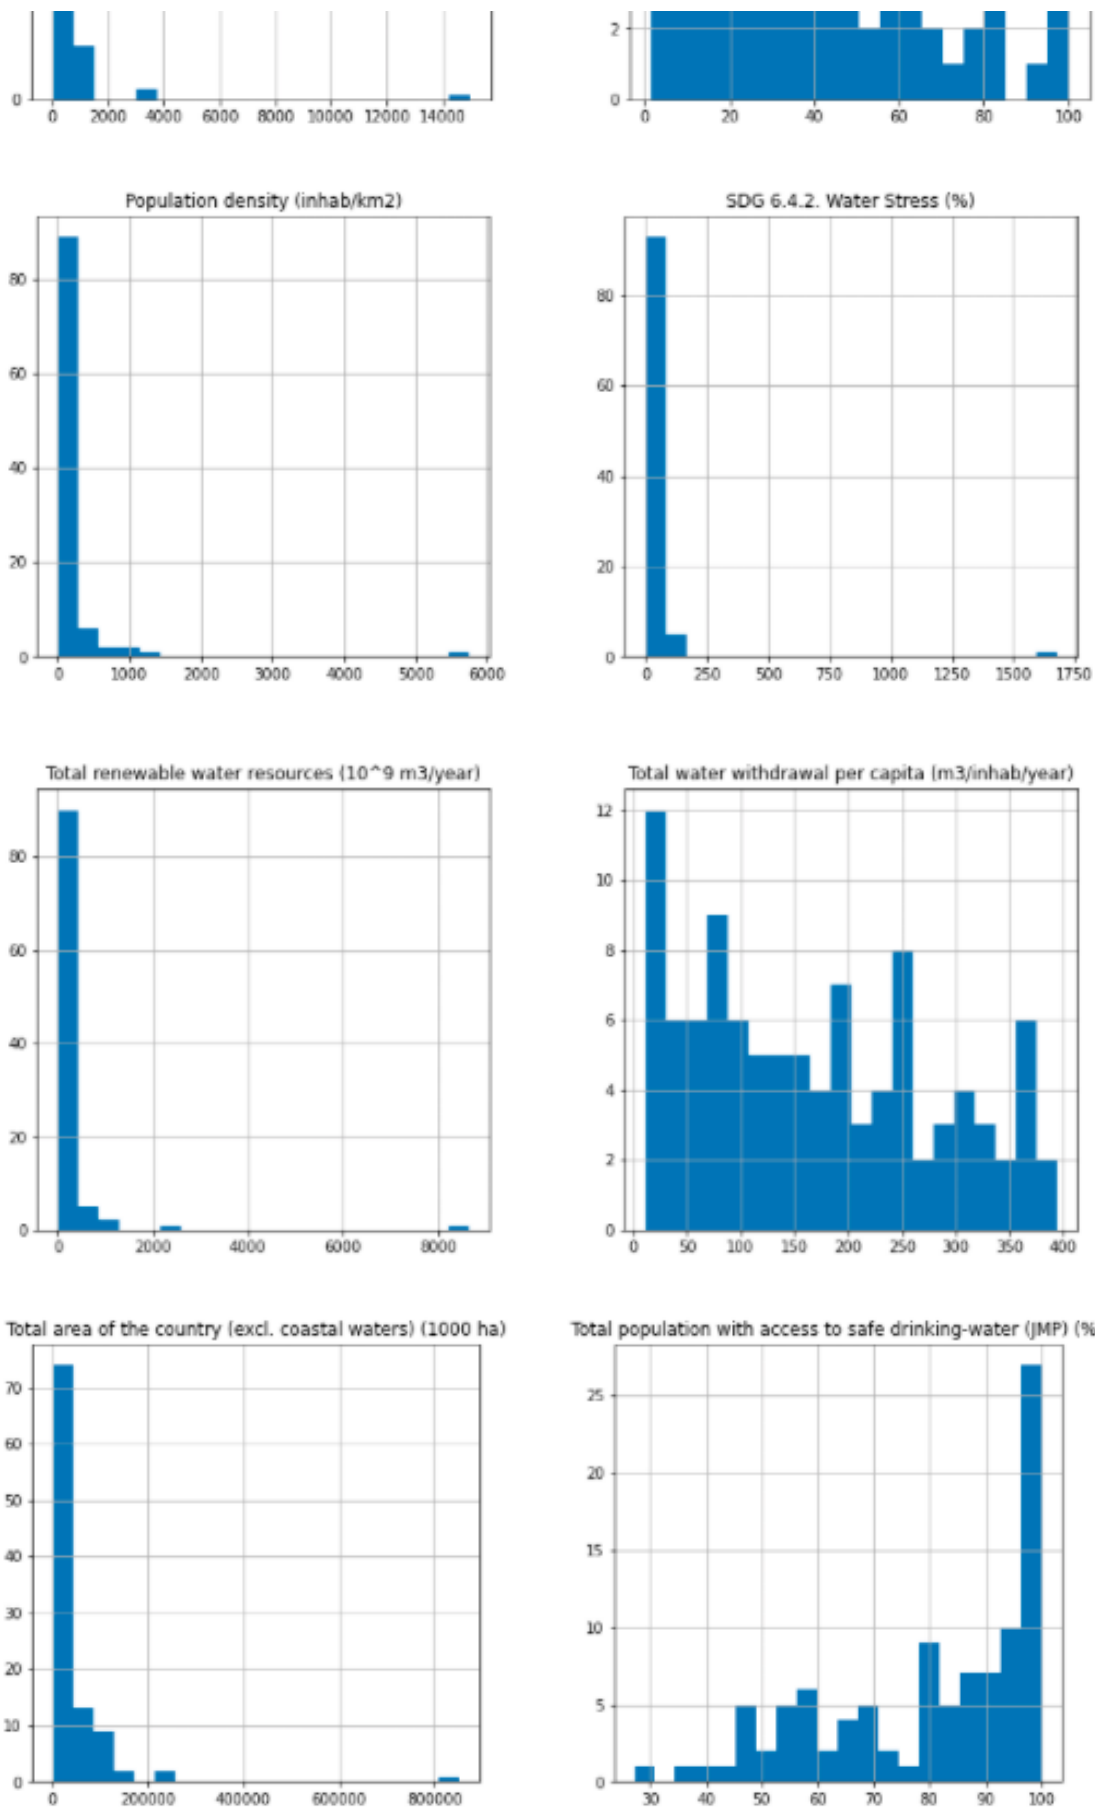 2
0
0
0 2000 4000 6000 8000 10000 12000 14000
0 20 40 60 80 100
Population density (inhab/km2)
80
60
40
20
0
0 1000 2000 3000 4000 5000 6000
SDG 6.4.2. Water Stress (%)
80
60
40
20
0
0 250 500 750 1000 1250 1500 1750
Total renewable water resources (10^9 m3/year)
80
60
40
20
0
0 2000 4000 6000 8000
Total water withdrawal per capita (m3/inhab/year)
12
10
8
6
4
2
0
0 50 100 150 200 250 300 350 400
Total area of the country (excl. coastal waters) (1000 ha)
70
60
50
40
30
20
10
0
0 200000 400000 600000 800000
Total population with access to safe drinking-water (JMP) (%
25
20
15
10
5
0
30 40 50 60 70 80 90 100